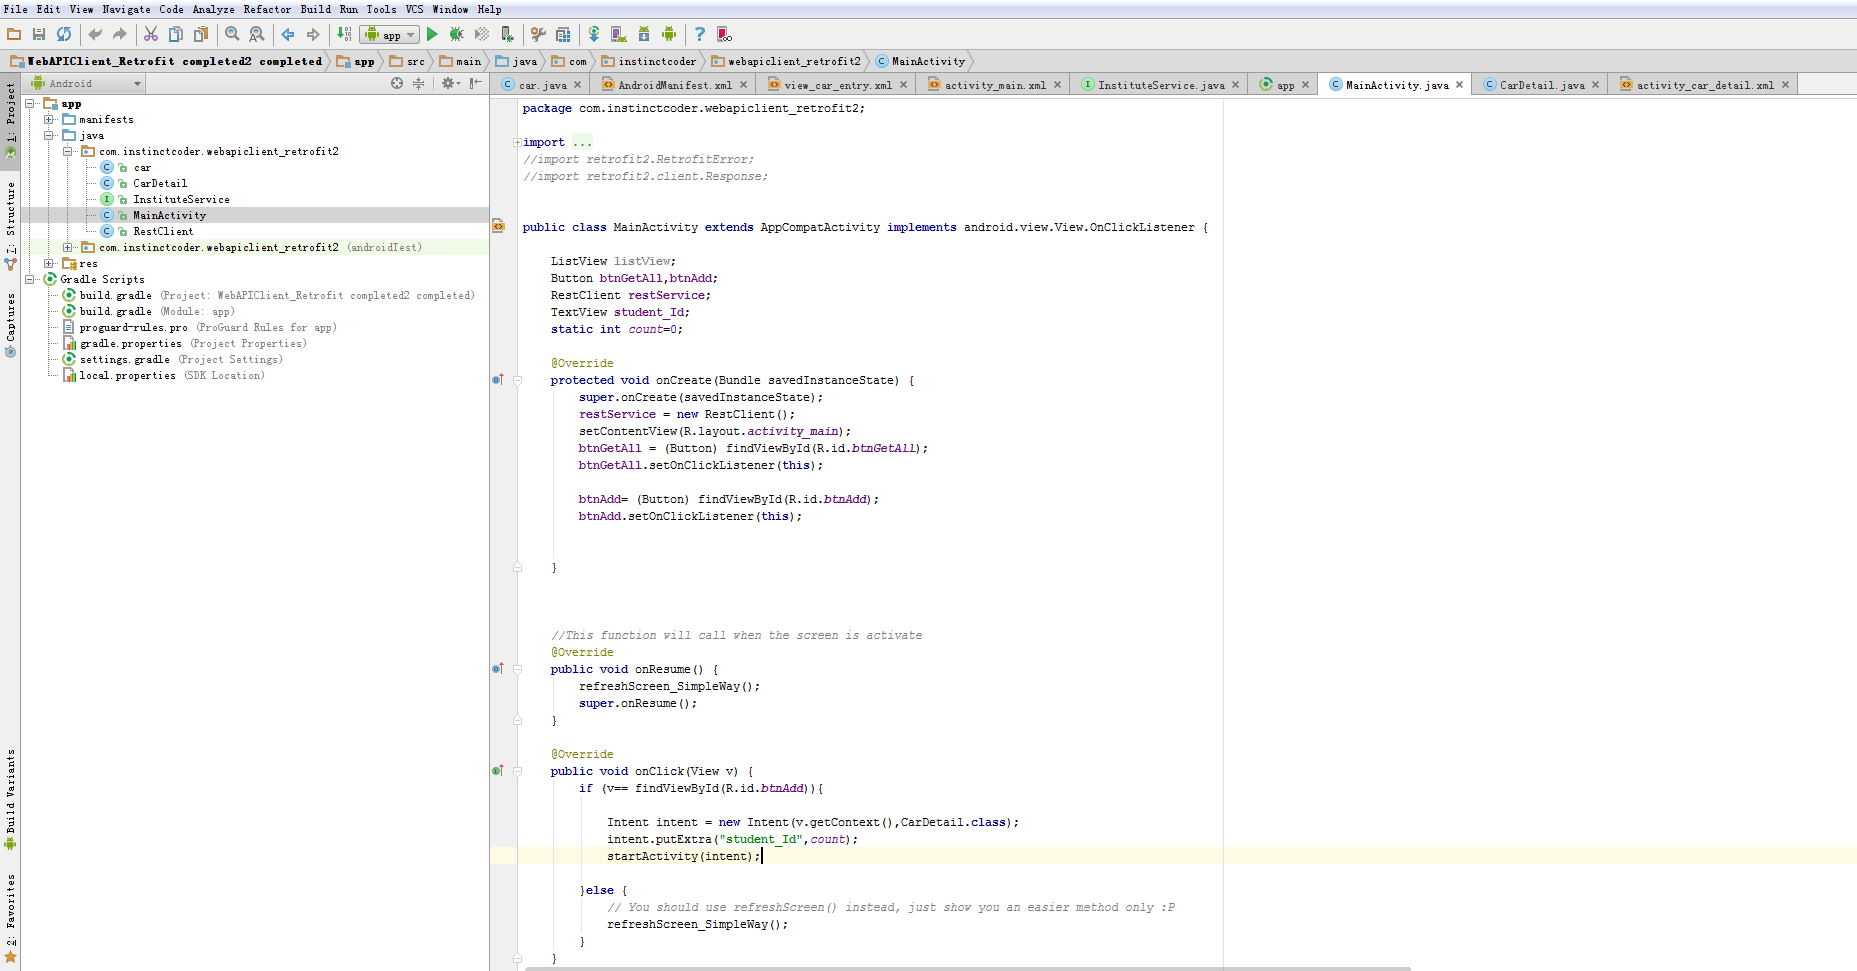 File Edit View Navigate Code Analyze Refactor Build Run Tools VCS Window Help
app
WebAPIClient_Retrofit completed2 completed app src main java com instinctcoder webapiclient_retrofit2 MainActivity
Android
car.java AndroidManifest.xml view_car_entry.xml activity_main.xml InstituteService.java app MainActivity.java CarDetail.java activity_car_detail.xml
1: Project
7: Structure
Captures
Build Variants
2: Favorites
app
manifests
java
com.instinctcoder.webapiclient_retrofit2
car
CarDetail
InstituteService
MainActivity
RestClient
com.instinctcoder.webapiclient_retrofit2 (androidTest)
res
Gradle Scripts
build.gradle (Project: WebAPIClient_Retrofit completed2 completed)
build.gradle (Module: app)
proguard-rules.pro (ProGuard Rules for app)
gradle.properties (Project Properties)
settings.gradle (Project Settings)
local.properties (SDK Location)
package com.instinctcoder.webapiclient_retrofit2;
import ...
//import retrofit2.RetrofitError;
//import retrofit2.client.Response;
public class MainActivity extends AppCompatActivity implements android.view.View.OnClickListener {
ListView listView;
Button btnGetAll,btnAdd;
RestClient restService;
TextView student_Id;
static int count=0;
@Override
protected void onCreate(Bundle savedInstanceState) {
super.onCreate(savedInstanceState);
restService = new RestClient();
setContentView(R.layout.activity_main);
btnGetAll = (Button) findViewById(R.id.btnGetAll);
btnGetAll.setOnClickListener(this);
btnAdd= (Button) findViewById(R.id.btnAdd);
btnAdd.setOnClickListener(this);
}
//This function will call when the screen is activate
@Override
public void onResume() {
refreshScreen_SimpleWay();
super.onResume();
}
@Override
public void onClick(View v) {
if (v== findViewById(R.id.btnAdd)){
Intent intent = new Intent(v.getContext(),CarDetail.class);
intent.putExtra("student_Id",count);
startActivity(intent);
}else {
// You should use refreshScreen() instead, just show you an easier method only :P
refreshScreen_SimpleWay();
}
}